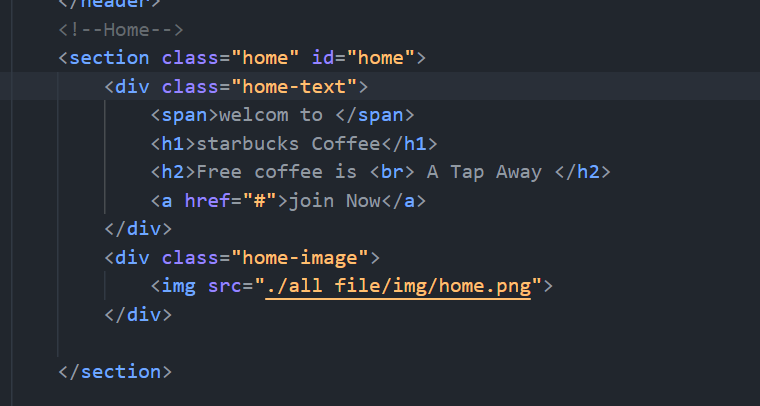 </header>
<!--Home-->
<section class="home" id="home">
<div class="home-text">
<span>welcom to </span>
<h1>starbucks Coffee</h1>
<h2>Free coffee is <br> A Tap Away </h2>
<a href="#">join Now</a>
</div>
<div class="home-image">
<img src="./all file/img/home.png">
</div>
</section>